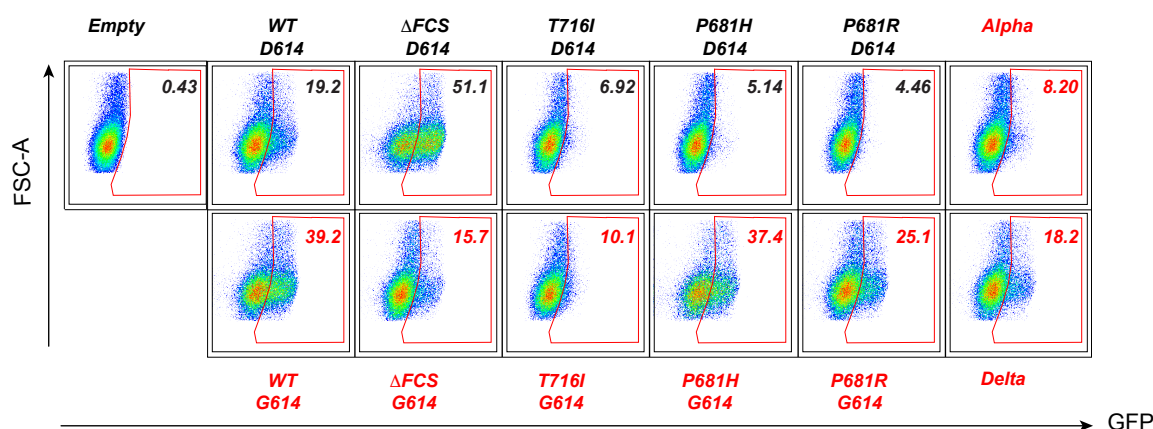 Empty
WT
D614
ΔFCS
D614
T716I
D614
P681H
D614
P681R
D614
Alpha
FSC-A
0.43
19.2
51.1
6.92
5.14
4.46
8.20
39.2
15.7
10.1
37.4
25.1
18.2
WT
G614
ΔFCS
G614
T716I
G614
P681H
G614
P681R
G614
Delta
GFP